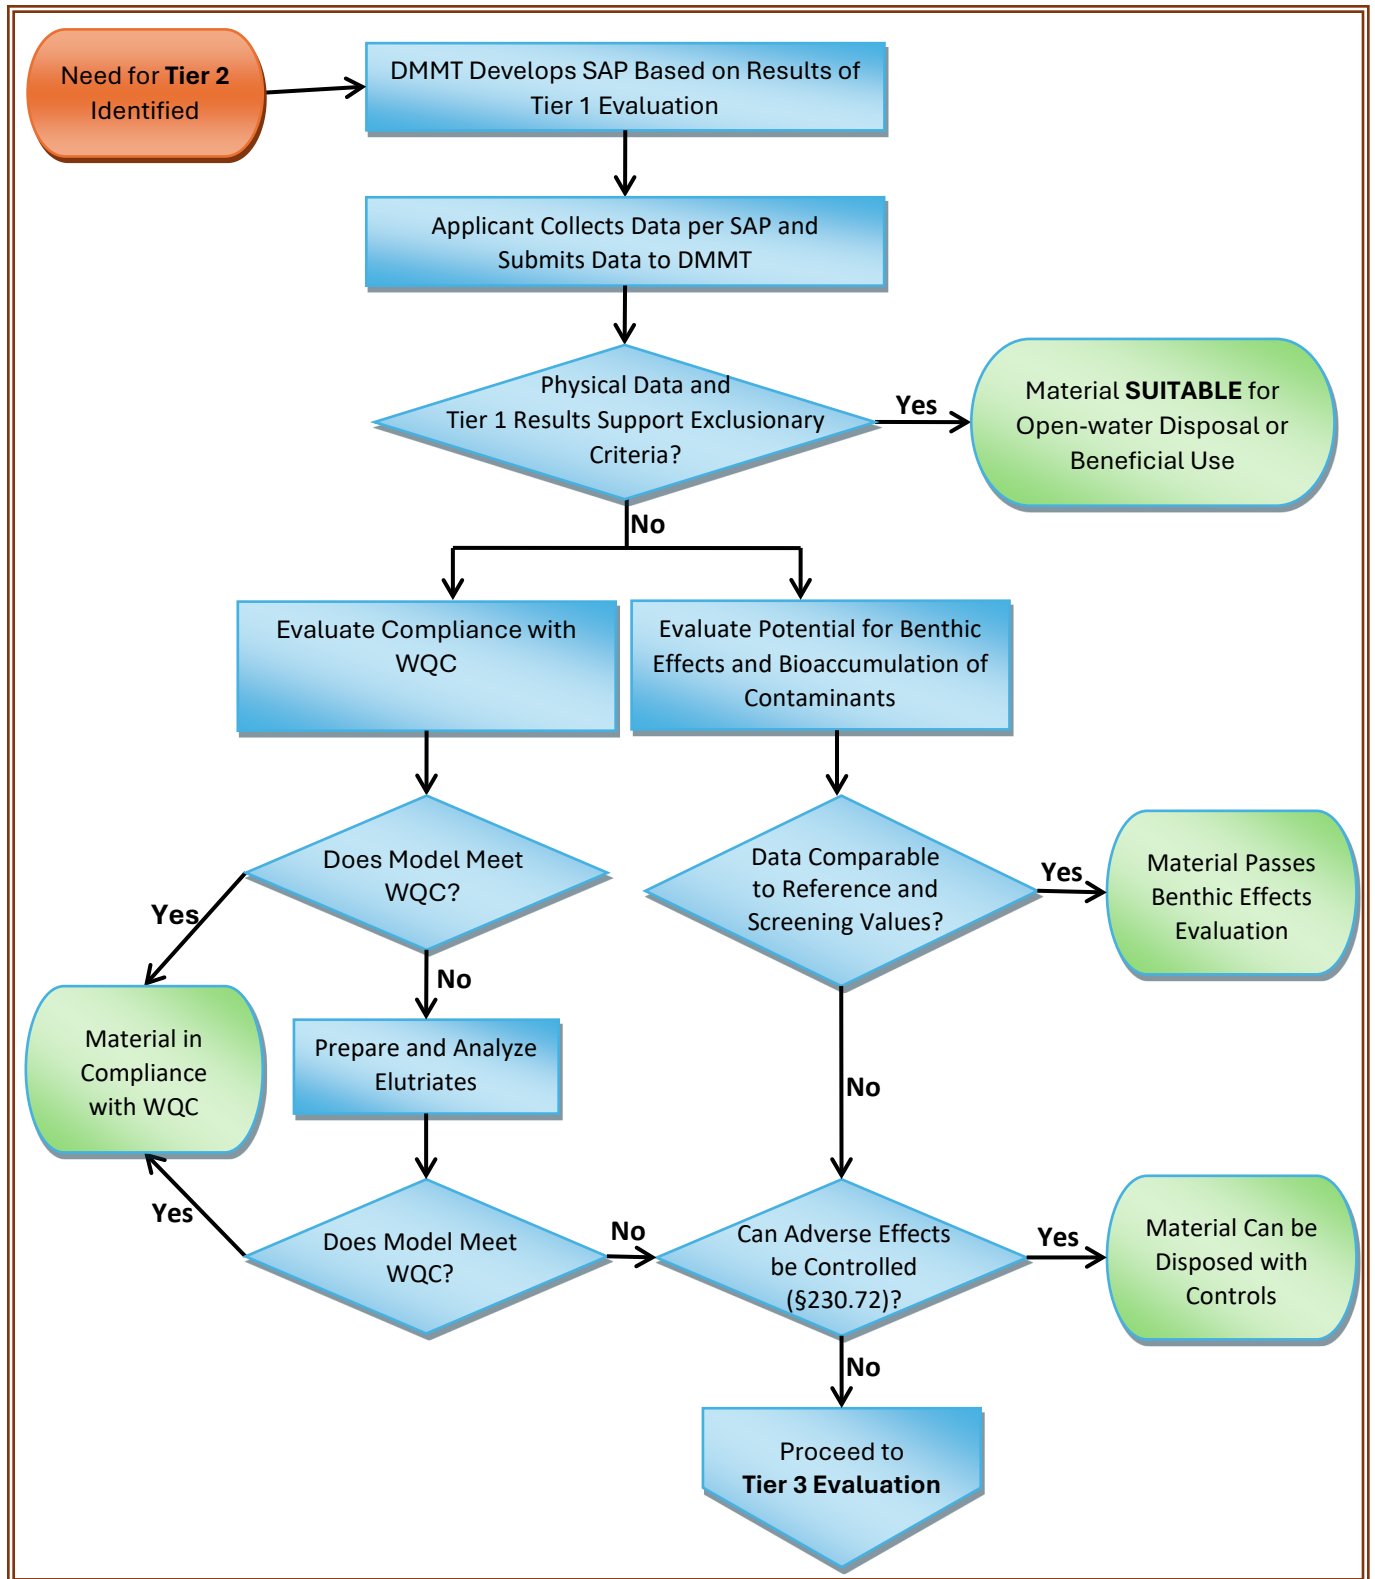 Need for Tier 2
Identified
DMMT Develops SAP Based on Results of
Tier 1 Evaluation
Applicant Collects Data per SAP and
Submits Data to DMMT
Physical Data and
Tier 1 Results Support Exclusionary
Criteria?
Yes
Material SUITABLE for
Open-water Disposal or
Beneficial Use
No
Evaluate Compliance with
WQC
Evaluate Potential for Benthic
Effects and Bioaccumulation of
Contaminants
Does Model Meet
WQC?
Yes
No
Data Comparable
to Reference and
Screening Values?
Yes
Material Passes
Benthic Effects
Evaluation
Material in
Compliance
with WQC
Prepare and Analyze
Elutriates
No
Does Model Meet
WQC?
Yes
No
Can Adverse Effects
be Controlled
(§230.72)?
Yes
Material Can be
Disposed with
Controls
No
Proceed to
Tier 3 Evaluation